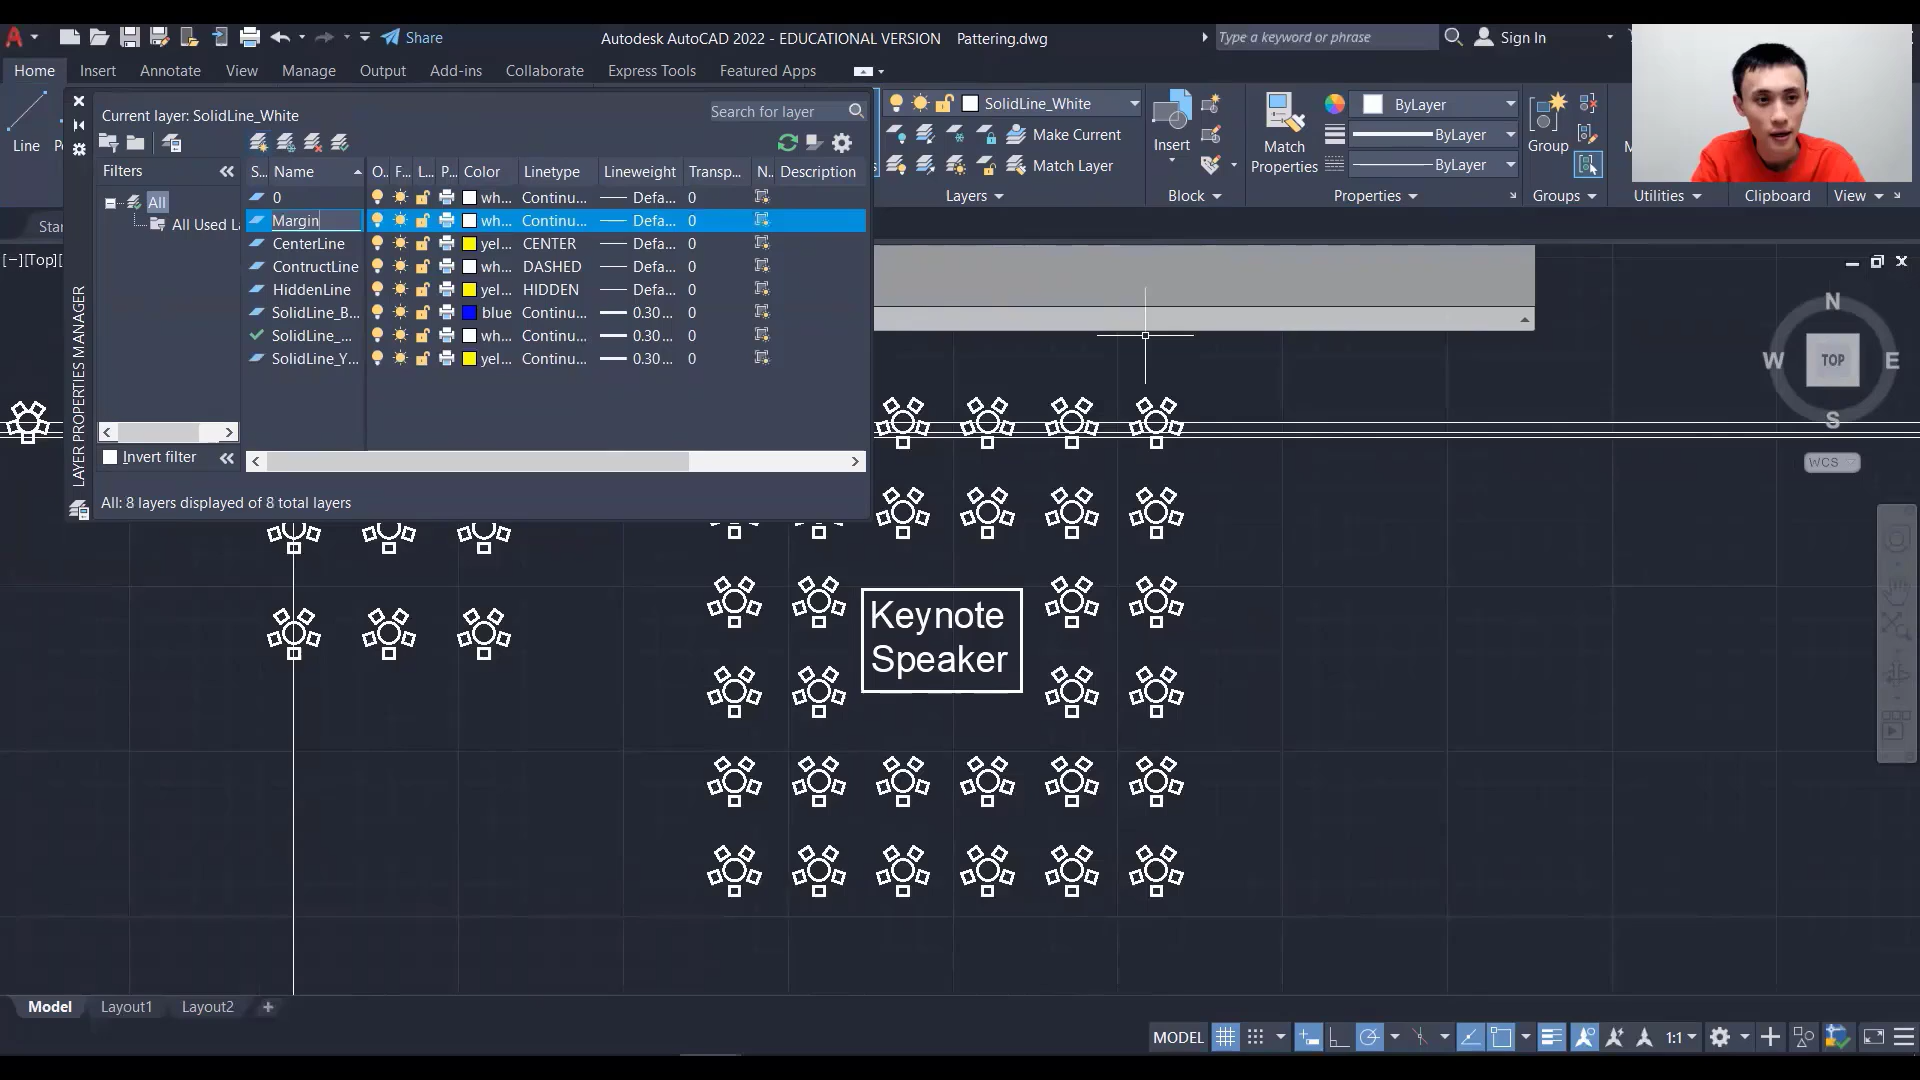 Share
Autodesk AutoCAD 2022 - EDUCATIONAL VERSION Pattering.dwg
Type a keyword or phrase
Sign In
Home Insert Annotate View Manage Output Add-ins Collaborate Express Tools Featured Apps
Line
Current layer: SolidLine_White
Search for layer
SolidLine_White
Make Current
Match Layer
Layers
Insert
Block
Match
Properties
ByLayer
ByLayer
ByLayer
Properties
Group
Groups
Utilities
Clipboard
View
Filters
All
All Used L
Invert filter
S... Name O. F... L... P.. Color Linetype Lineweight Transp... N.. Description
0 wh... Continu... Defa... 0
Margin wh... Continu... Defa... 0
CenterLine yel... CENTER Defa... 0
ContructLine wh... DASHED Defa... 0
HiddenLine yel... HIDDEN Defa... 0
SolidLine_B... blue Continu... 0.30 ... 0
SolidLine_... wh... Continu... 0.30 ... 0
SolidLine_Y... yel... Continu... 0.30 ... 0
LAYER PROPERTIES MANAGER
All: 8 layers displayed of 8 total layers
[−][Top][
N
W TOP E
S
WCS
Keynote
Speaker
Model Layout1 Layout2
MODEL
1:1